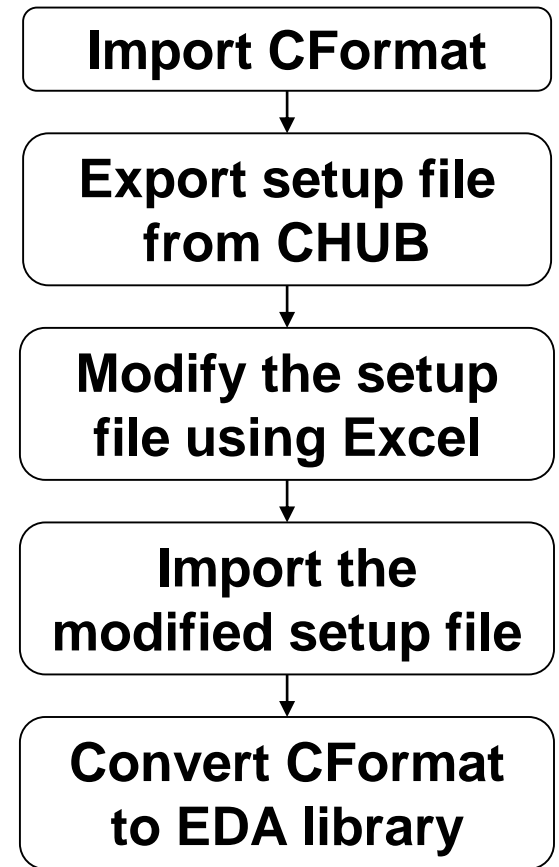 Import CFormat
Export setup file
from CHUB
Modify the setup
file using Excel
Import the
modified setup file
Convert CFormat
to EDA library